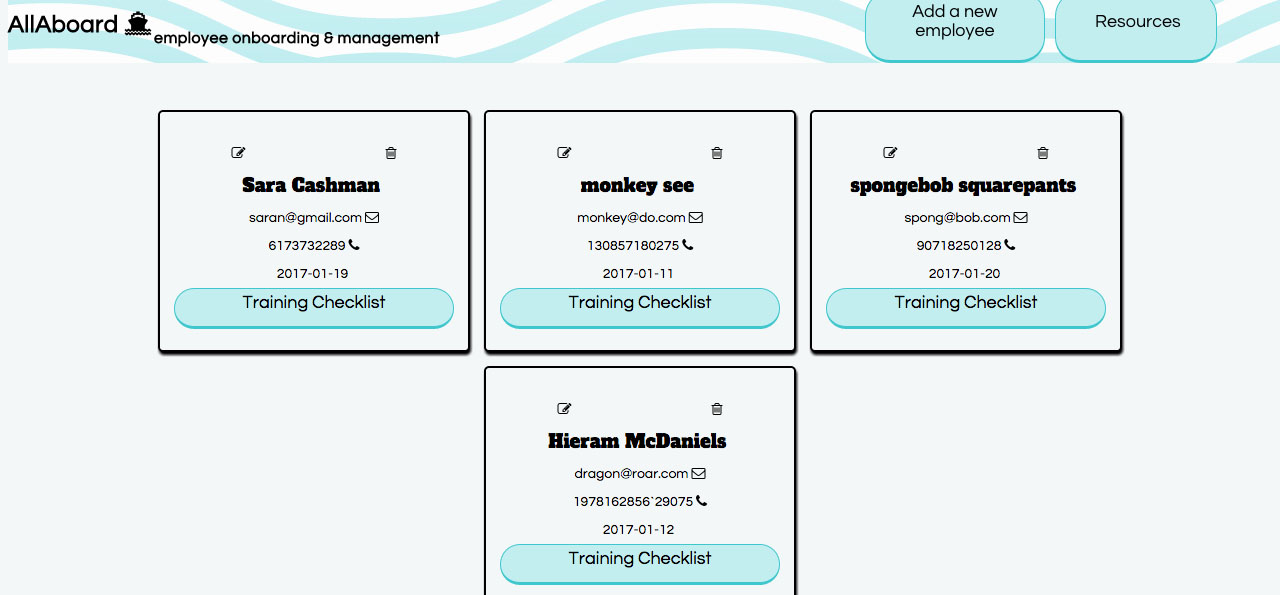 AllAboard
employee onboarding & management
Add a new
employee
Resources
Sara Cashman
saran@gmail.com
6173732289
2017-01-19
Training Checklist
monkey see
monkey@do.com
130857180275
2017-01-11
Training Checklist
spongebob squarepants
spong@bob.com
90718250128
2017-01-20
Training Checklist
Hieram McDaniels
dragon@roar.com
1978162856`29075
2017-01-12
Training Checklist